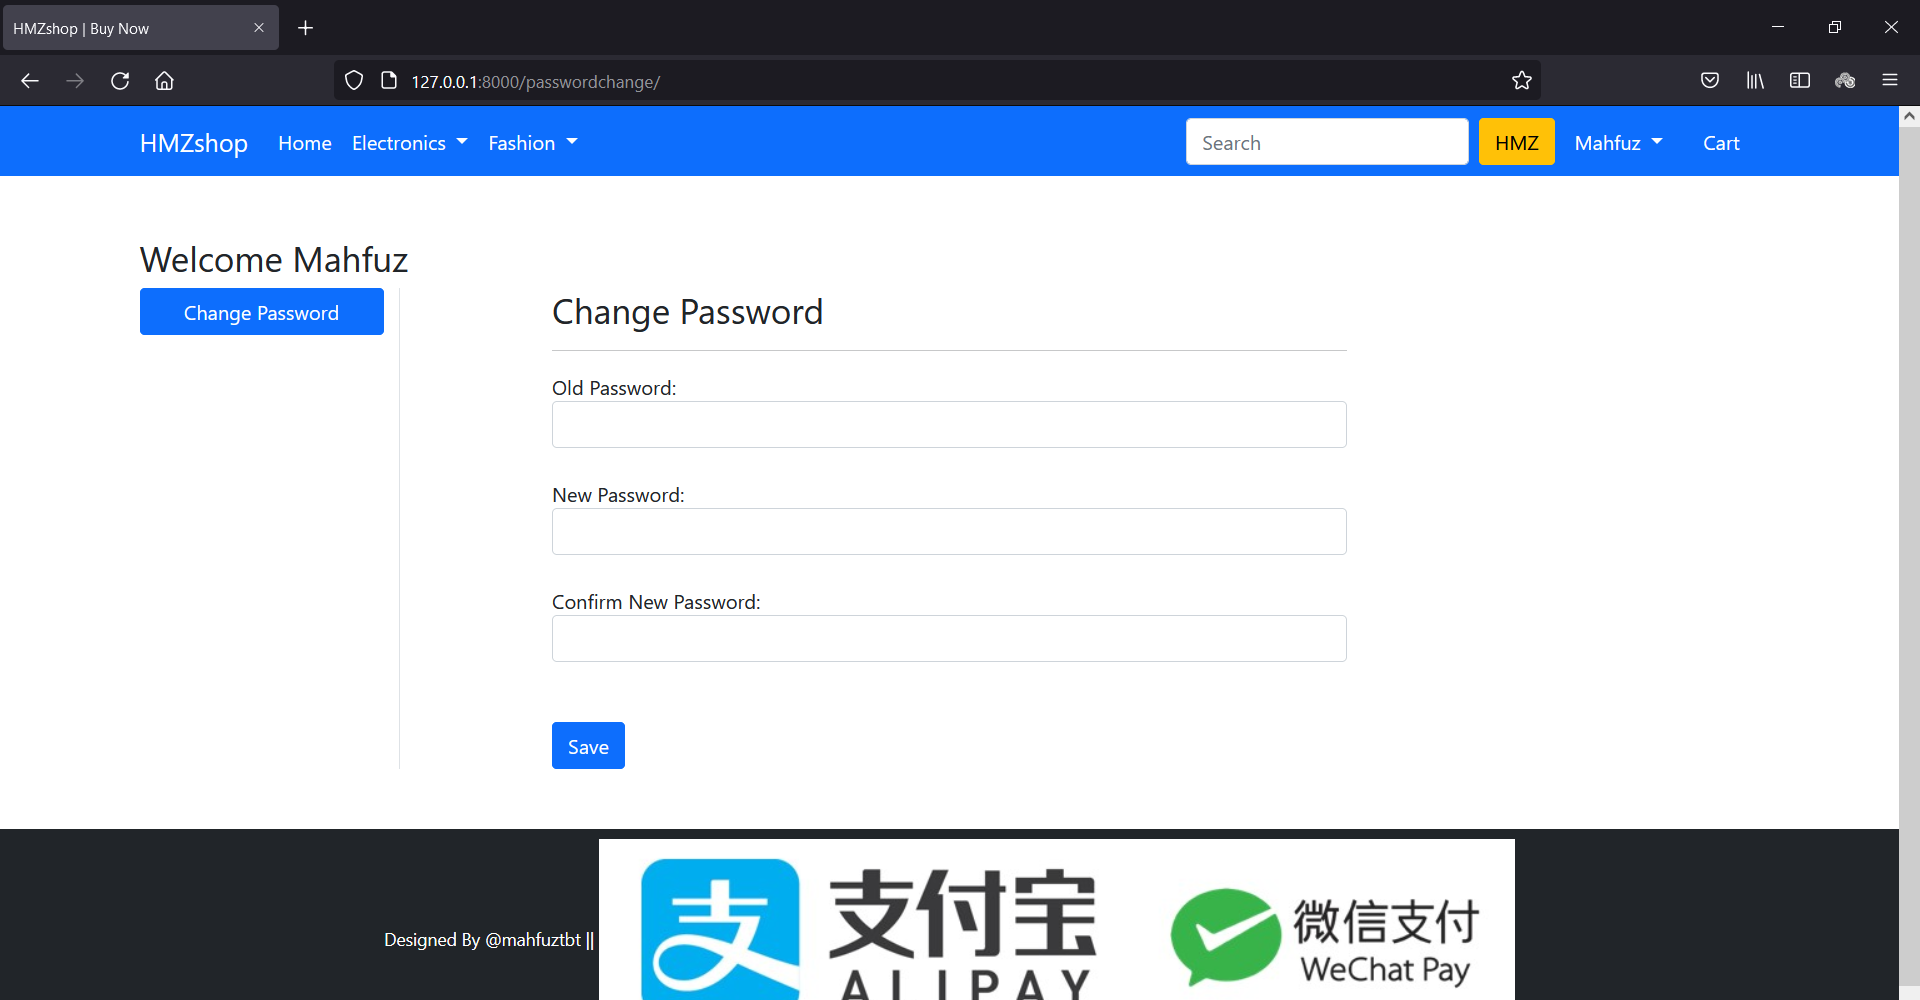 HMZshop | Buy Now
127.0.0.1:8000/passwordchange/
HMZshop Home Electronics Fashion Search HMZ Mahfuz Cart
Welcome Mahfuz
Change Password
Change Password
Old Password:
New Password:
Confirm New Password:
Save
Designed By @mahfuztbt ||
支
支付宝
ALIPAY
微信支付
WeChat Pay